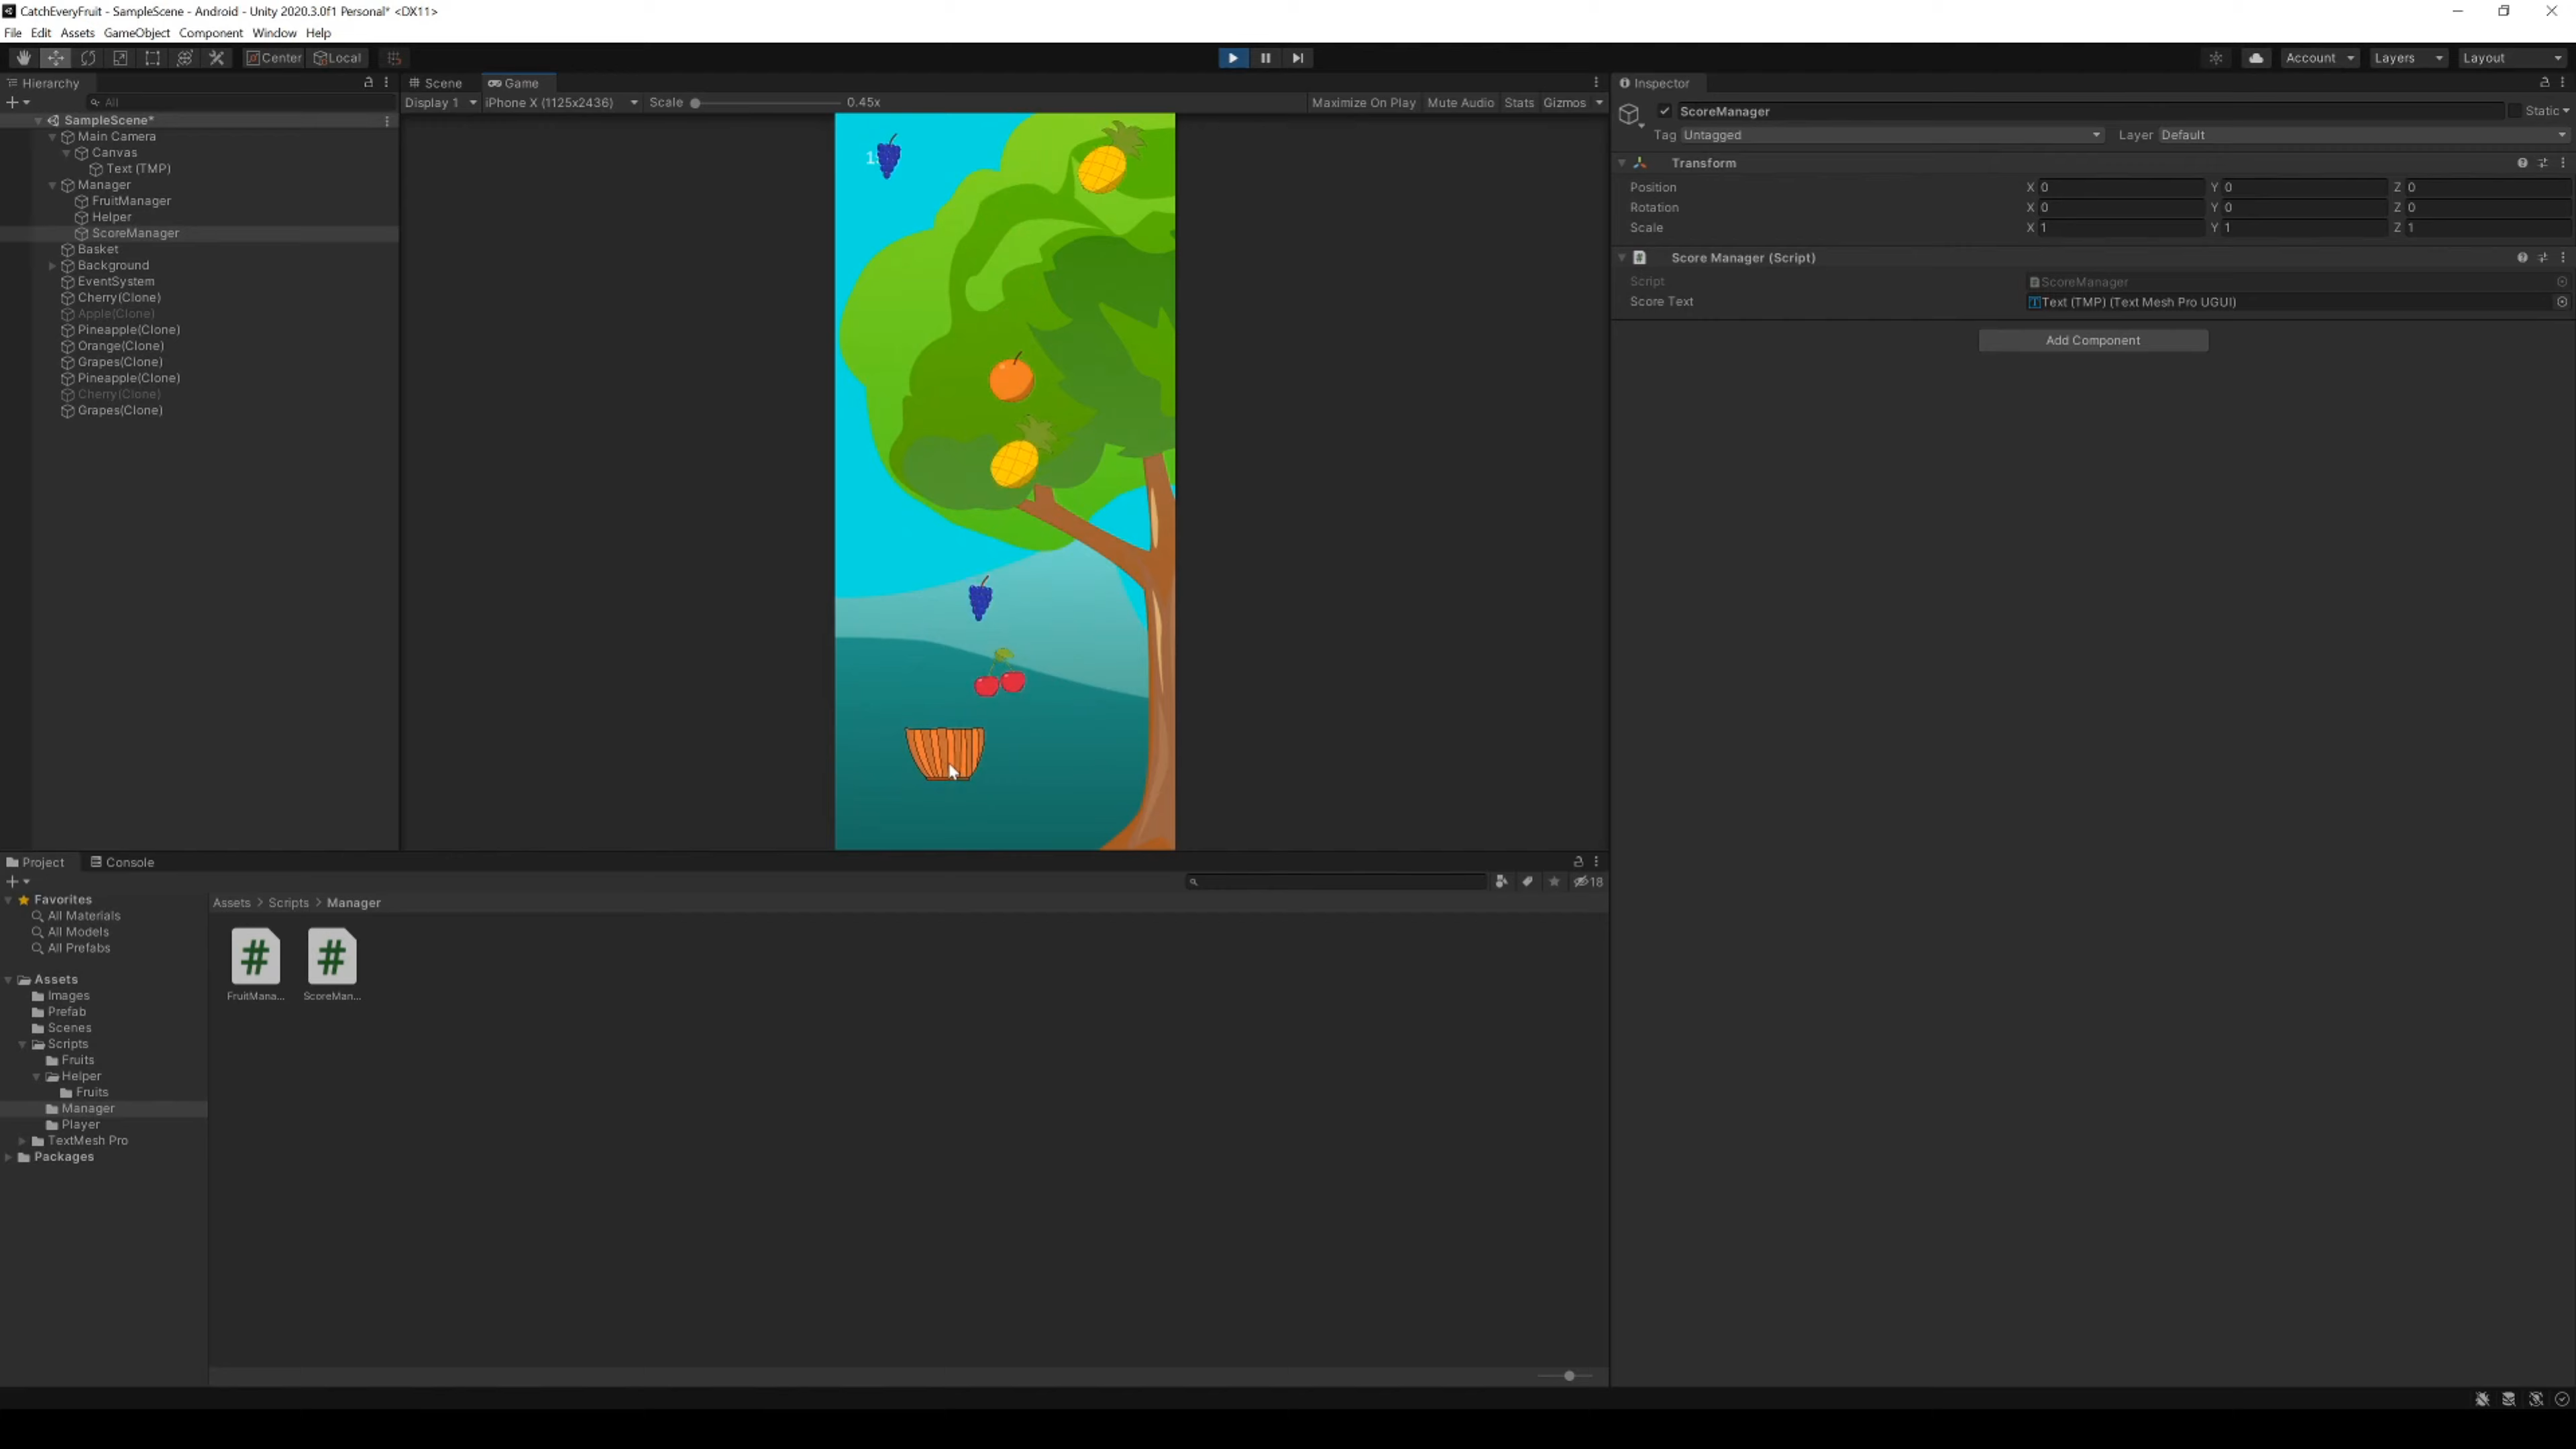 CatchEveryFruit - SampleScene - Android - Unity 2020.3.0f1 Personal* <DX11>
File Edit Assets GameObject Component Window Help
Center Local Account Layers Layout
Hierarchy
All
SampleScene*
Main Camera
Canvas
Text (TMP)
Manager
FruitManager
Helper
ScoreManager
Basket
Background
EventSystem
Cherry(Clone)
Apple(Clone)
Pineapple(Clone)
Orange(Clone)
Grapes(Clone)
Pineapple(Clone)
Cherry(Clone)
Grapes(Clone)
Scene Game
Display 1 iPhone X (1125x2436) Scale 0.45x Maximize On Play Mute Audio Stats Gizmos
Inspector
ScoreManager Static
Tag Untagged Layer Default
Transform
Position X 0 Y 0 Z 0
Rotation X 0 Y 0 Z 0
Scale X 1 Y 1 Z 1
# Score Manager (Script)
Script ScoreManager
Score Text Text (TMP) (Text Mesh Pro UGUI)
Add Component
Project Console
18
Favorites
All Materials
All Models
All Prefabs
Assets
Images
Prefab
Scenes
Scripts
Fruits
Helper
Fruits
Manager
Player
TextMesh Pro
Packages
Assets > Scripts > Manager
# #
FruitMana... ScoreMan...